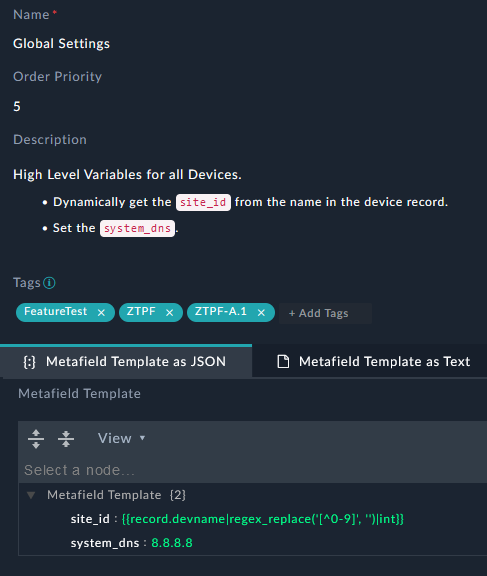 Name *
Global Settings
Order Priority
5
Description
High Level Variables for all Devices.
• Dynamically get the site_id from the name in the device record.
• Set the system_dns.
Tags
FeatureTest × ZTPF × ZTPF-A.1 × + Add Tags
{:} Metafield Template as JSON Metafield Template as Text
Metafield Template
View ▾
Select a node...
▼ Metafield Template {2}
site_id : {{record.devname|regex_replace('[^0-9]', '')|int}}
system_dns : 8.8.8.8